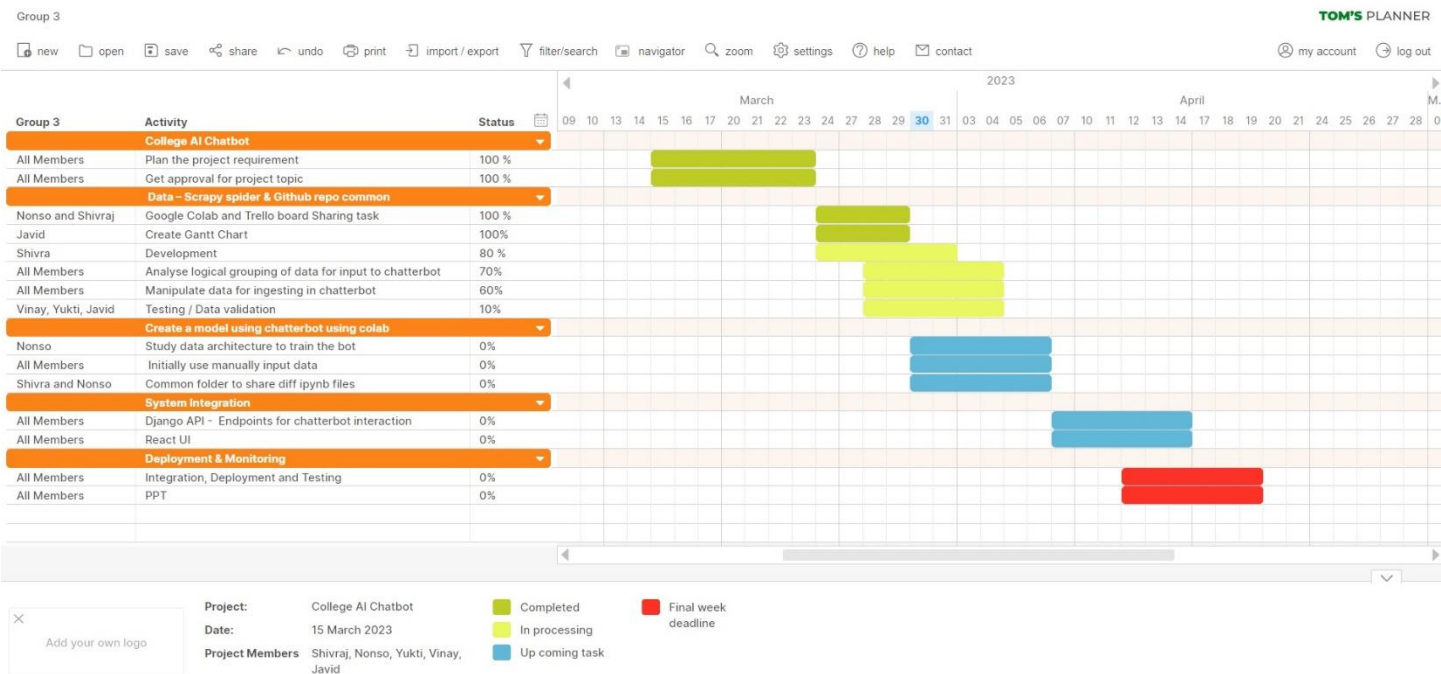 Group 3
TOM'S PLANNER
new open save share undo print import / export filter/search navigator zoom settings help contact my account log out
2023
March April M.
Group 3 Activity Status 09 10 13 14 15 16 17 20 21 22 23 24 27 28 29 30 31 03 04 05 06 07 10 11 12 13 14 17 18 19 20 21 24 25 26 27 28 0
College AI Chatbot
All Members Plan the project requirement 100 %
All Members Get approval for project topic 100 %
Data – Scrapy spider & Github repo common
Nonso and Shivraj Google Colab and Trello board Sharing task 100 %
Javid Create Gantt Chart 100%
Shivra Development 80 %
All Members Analyse logical grouping of data for input to chatterbot 70%
All Members Manipulate data for ingesting in chatterbot 60%
Vinay, Yukti, Javid Testing / Data validation 10%
Create a model using chatterbot using colab
Nonso Study data architecture to train the bot 0%
All Members Initially use manually input data 0%
Shivra and Nonso Common folder to share diff ipynb files 0%
System Integration
All Members Django API - Endpoints for chatterbot interaction 0%
All Members React UI 0%
Deployment & Monitoring
All Members Integration, Deployment and Testing 0%
All Members PPT 0%
Add your own logo
Project: College AI Chatbot
Date: 15 March 2023
Project Members Shivraj, Nonso, Yukti, Vinay,
Javid
Completed
In processing
Up coming task
Final week
deadline